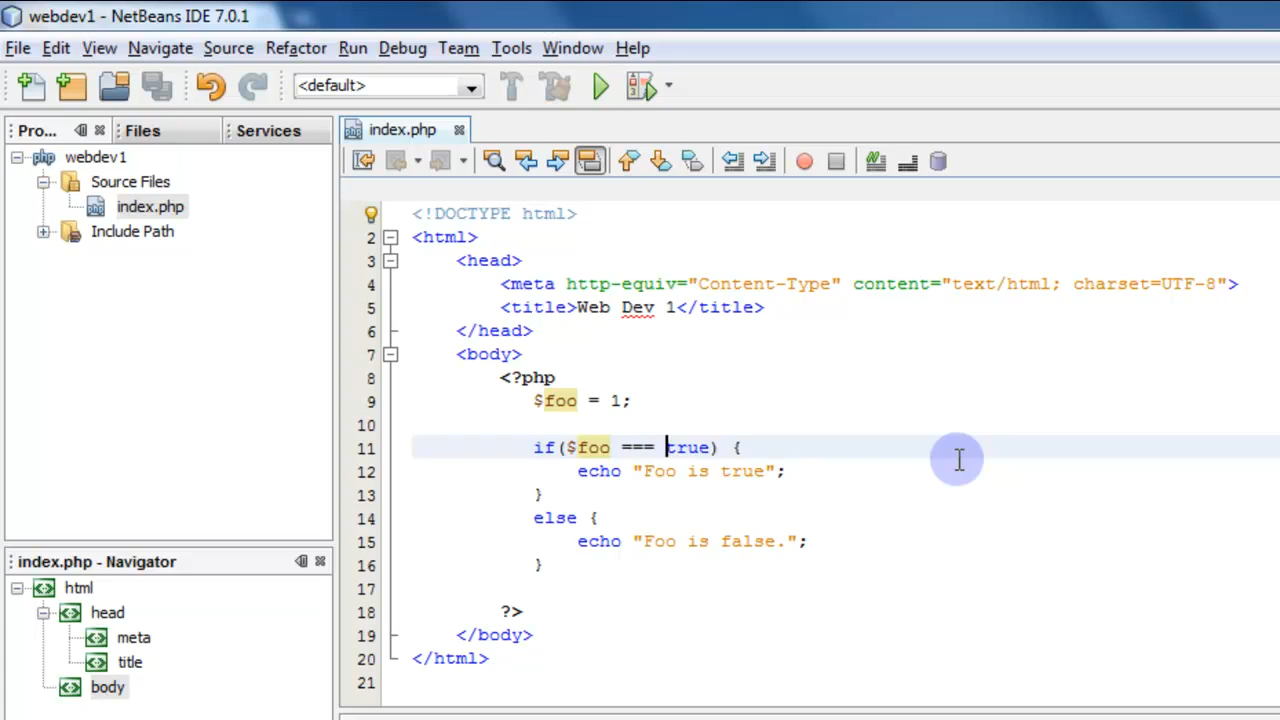 webdev1 - NetBeans IDE 7.0.1
File Edit View Navigate Source Refactor Run Debug Team Tools Window Help
<default>
Pro... Files Services
webdev1
Source Files
index.php
Include Path
index.php - Navigator
html
head
meta
title
body
index.php
<!DOCTYPE html>
2 <html>
3 <head>
4 <meta http-equiv="Content-Type" content="text/html; charset=UTF-8">
5 <title>Web Dev 1</title>
6 </head>
7 <body>
8 <?php
9 $foo = 1;
10
11 if($foo === true) {
12 echo "Foo is true";
13 }
14 else {
15 echo "Foo is false.";
16 }
17
18 ?>
19 </body>
20 </html>
21